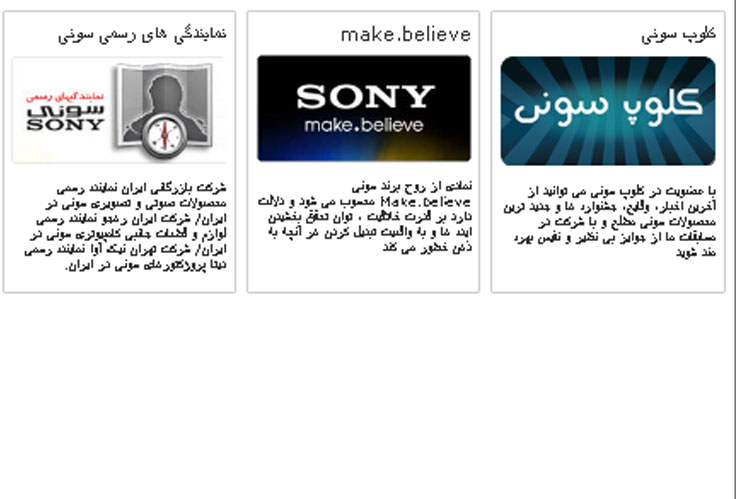 کلوپ سونی
کلوپ سونی
با عضویت در کلوپ سونی می توانید از
آخرین اخبار، وقایع، جشنواره ها و جدید ترین
محصولات سونی مطلع و با شرکت در
مسابقات ما از جوایز بی نظیر و نفیس بهره
مند شوید
make.believe
SONY
make.believe
نمادی از روح برند سونی
Make.believe محسوب می شود و دلالت
دارد بر قدرت خلاقیت ، توان تحقق بخشیدن
ایده ها و به واقعیت تبدیل کردن هر آنچه به
ذهن خطور می کند
نمایندگی های رسمی سونی
نمایندگیهای رسمی
سونی
SONY
شرکت بازرگانی ایران نماینده رسمی
محصولات صوتی و تصویری سونی در
ایران/ شرکت ایران رهجو نماینده رسمی
لوازم و قطعات جانبی کامپیوتری سونی در
ایران/ شرکت تهران نیکه آوا نماینده رسمی
دیتا پروژکتورهای سونی در ایران.